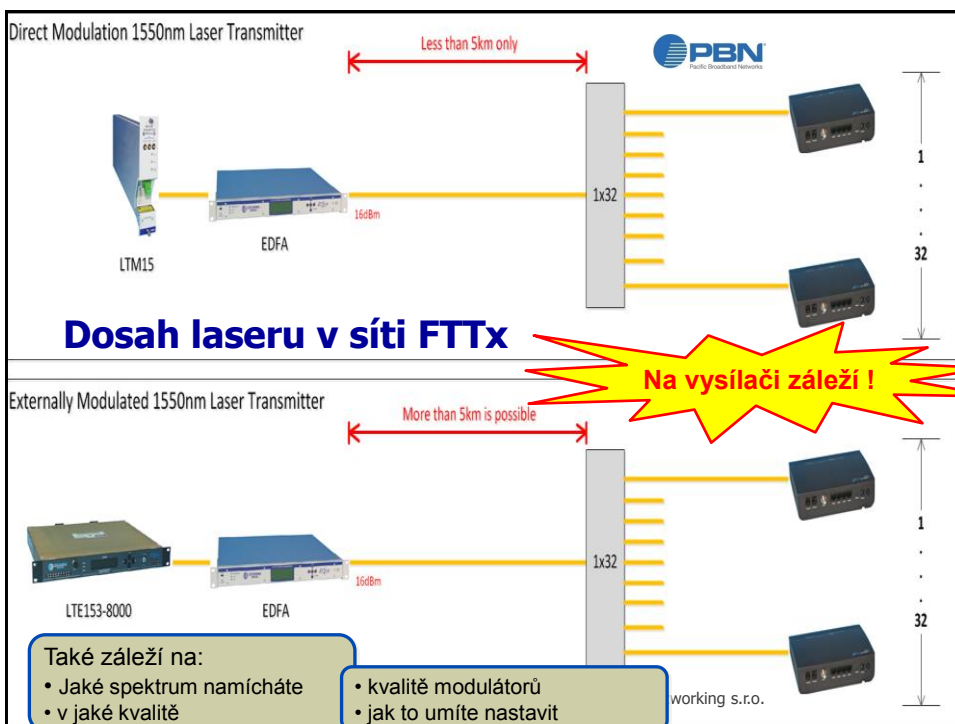 Direct Modulation 1550nm Laser Transmitter
Less than 5km only
PBN
Pacific Broadband Networks
LTM15
EDFA
16dBm
1x32
1
.
.
32
Dosah laseru v síti FTTx
Na vysílači záleží !
Externally Modulated 1550nm Laser Transmitter
More than 5km is possible
LTE153-8000
EDFA
16dBm
1x32
1
.
.
32
Také záleží na:
• Jaké spektrum namícháte
• v jaké kvalitě
• kvalitě modulátorů
• jak to umíte nastavit
working s.r.o.